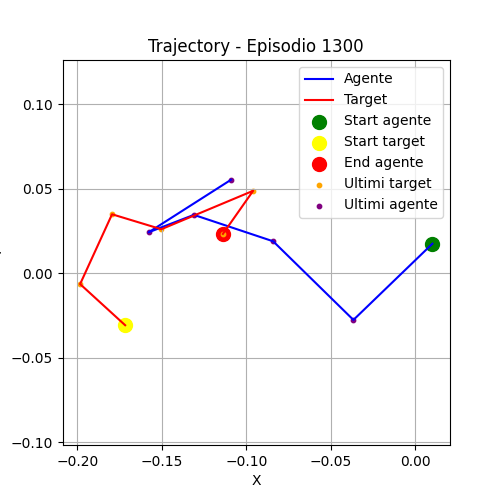 Trajectory - Episodio 1300
Agente
Target
Start agente
Start target
End agente
Ultimi target
Ultimi agente
0.10
0.05
0.00
−0.05
−0.10
−0.20
−0.15
−0.10
−0.05
0.00
X